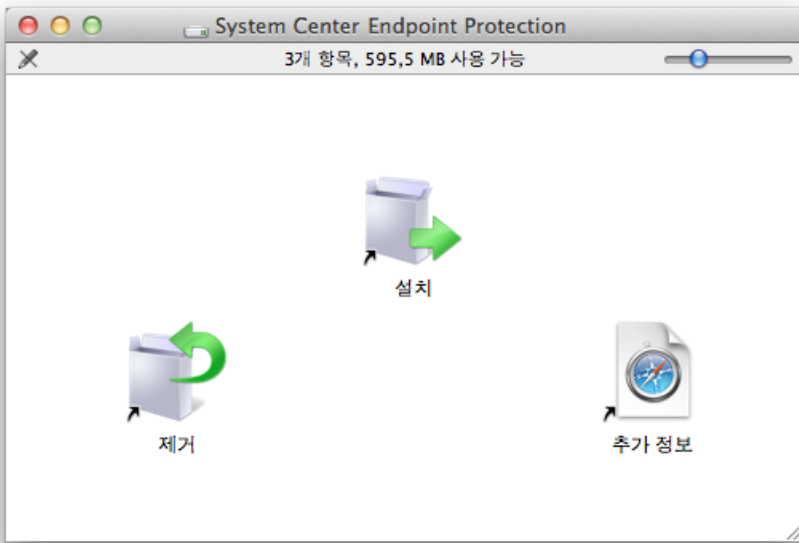 System Center Endpoint Protection
3개 항목, 595,5 MB 사용 가능
설치
제거
추가 정보